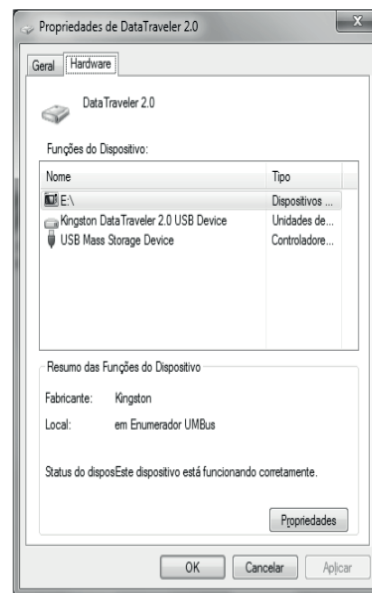 Propriedades de DataTraveler 2.0
Geral Hardware
DataTraveler 2.0
Funções do Dispositivo:
Nome Tipo
E:\ Dispositivos ...
Kingston DataTraveler 2.0 USB Device Unidades de...
USB Mass Storage Device Controladore...
Resumo das Funções do Dispositivo
Fabricante: Kingston
Local: em Enumerador UMBus
Status do disposEste dispositivo está funcionando corretamente.
Propriedades
OK Cancelar Aplicar